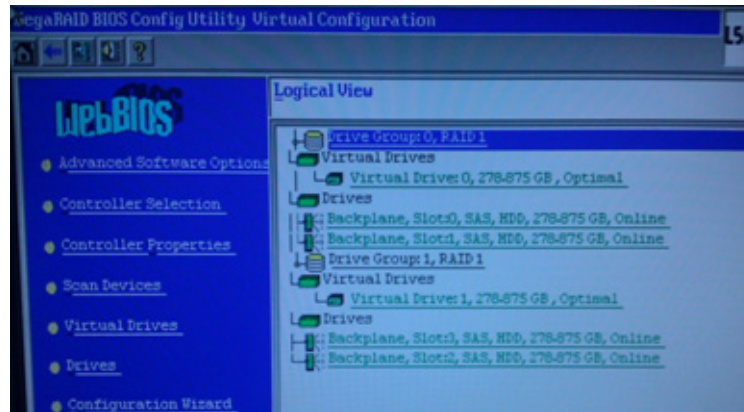 MegaRAID BIOS Config Utility Virtual Configuration
LSI
WebBIOS
Advanced Software Options
Controller Selection
Controller Properties
Scan Devices
Virtual Drives
Drives
Configuration Wizard
Logical View
Drive Group: 0, RAID 1
Virtual Drives
Virtual Drive: 0, 278.875 GB, Optimal
Drives
Backplane, Slot:0, SAS, HDD, 278.875 GB, Online
Backplane, Slot:1, SAS, HDD, 278.875 GB, Online
Drive Group: 1, RAID 1
Virtual Drives
Virtual Drive: 1, 278.875 GB, Optimal
Drives
Backplane, Slot:3, SAS, HDD, 278.875 GB, Online
Backplane, Slot:2, SAS, HDD, 278.875 GB, Online